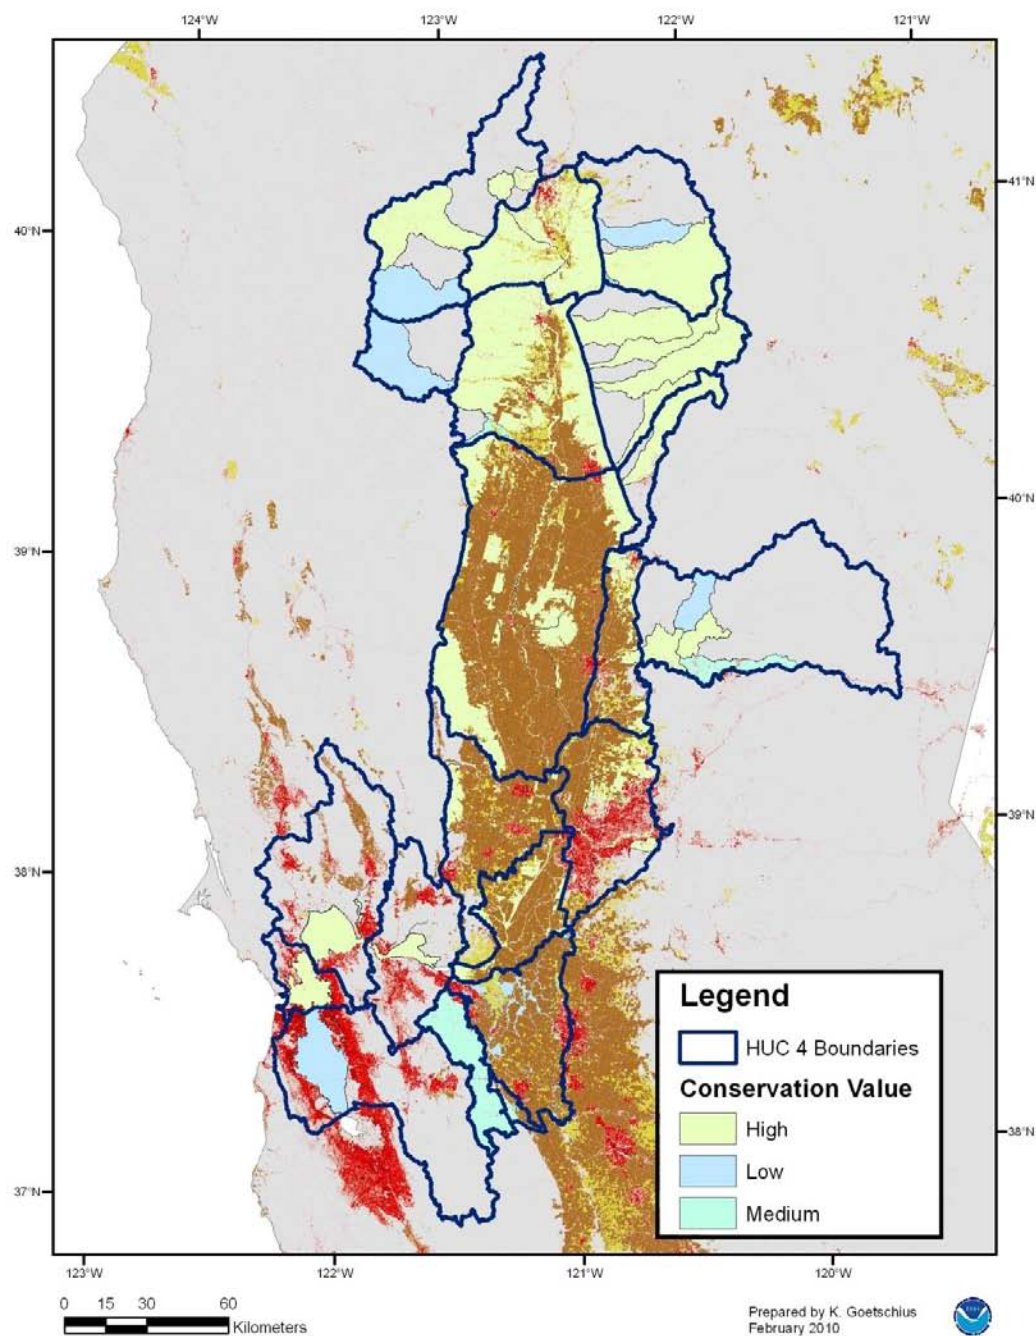 124°W
123°W
122°W
121°W
41°N
40°N
40°N
39°N
39°N
38°N
38°N
37°N
Legend
HUC 4 Boundaries
Conservation Value
High
Low
Medium
123°W
122°W
121°W
120°W
0 15 30 60
Kilometers
Prepared by K. Goetschius
February 2010